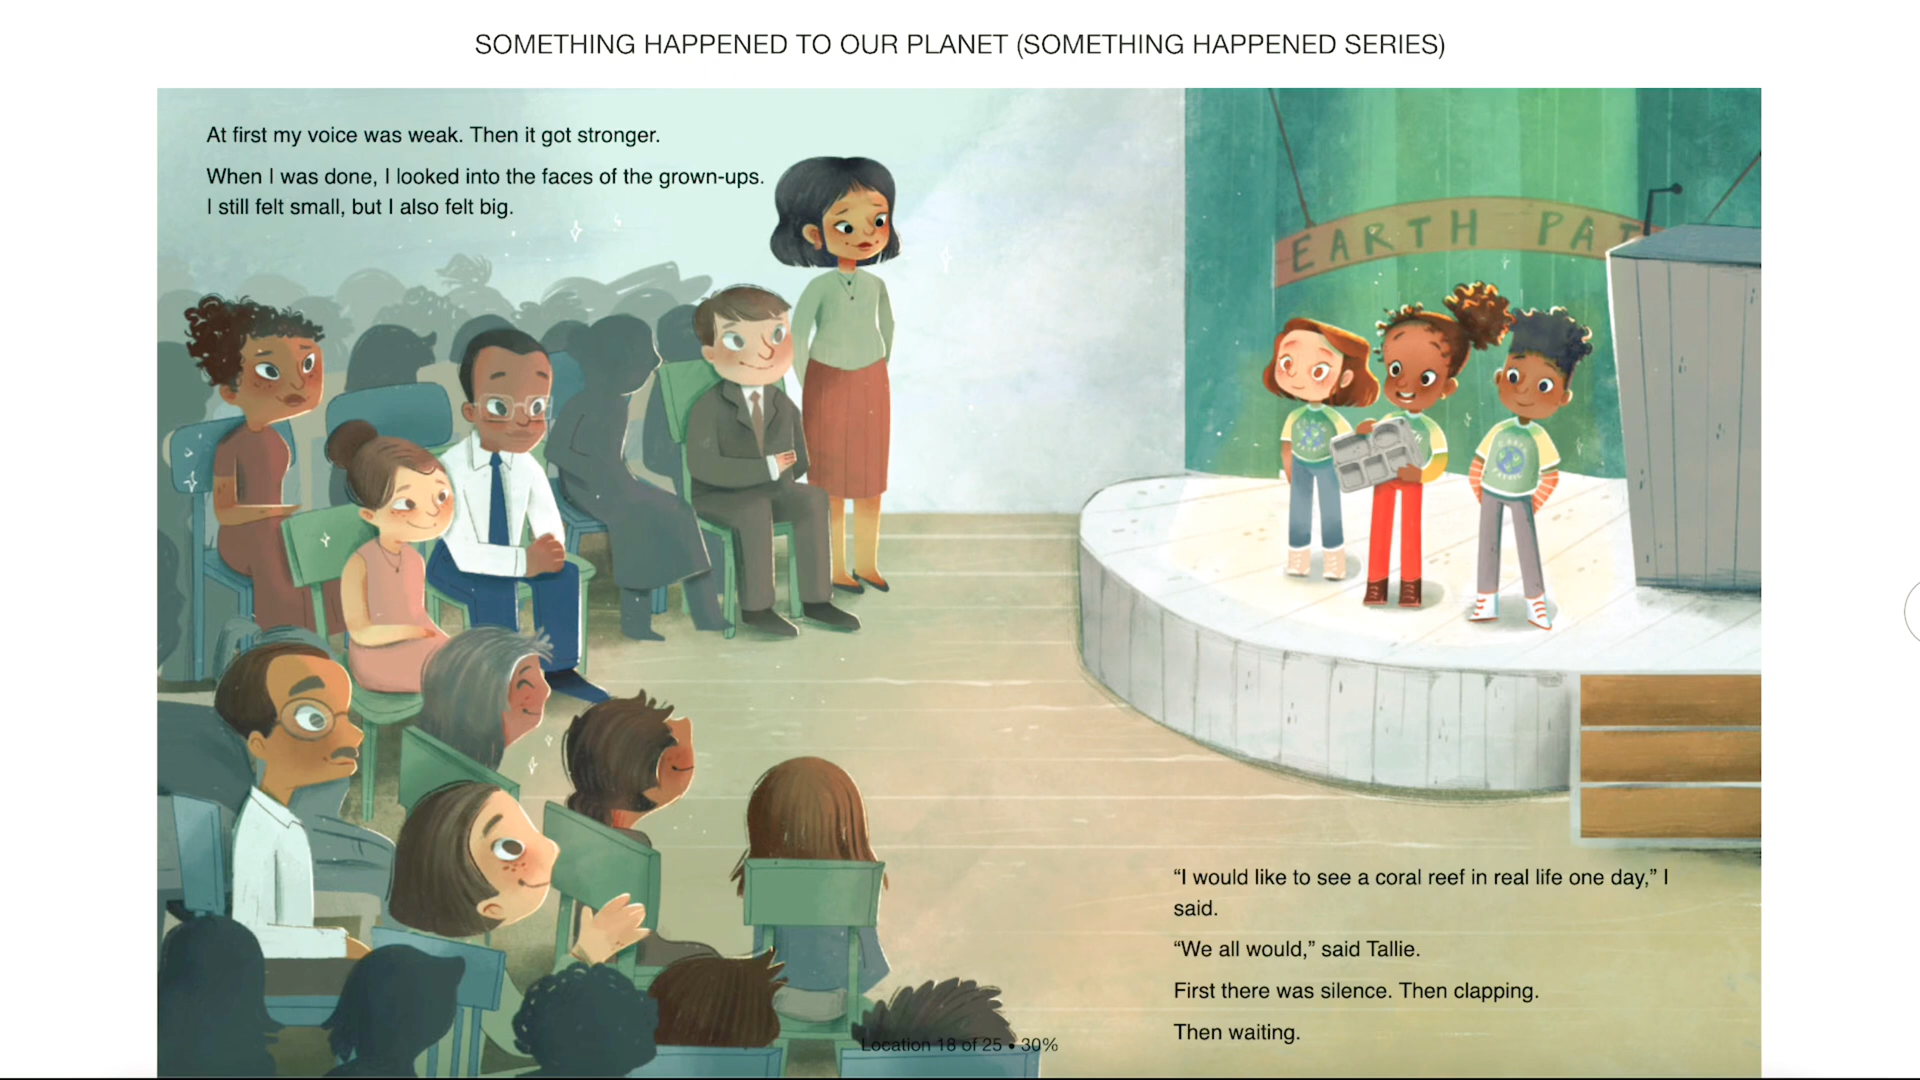 SOMETHING HAPPENED TO OUR PLANET (SOMETHING HAPPENED SERIES)
At first my voice was weak. Then it got stronger.
When I was done, I looked into the faces of the grown-ups.
I still felt small, but I also felt big.
EARTH PAT
“I would like to see a coral reef in real life one day,” I
said.
“We all would,” said Tallie.
First there was silence. Then clapping.
Then waiting.
Location 18 of 25 • 30%